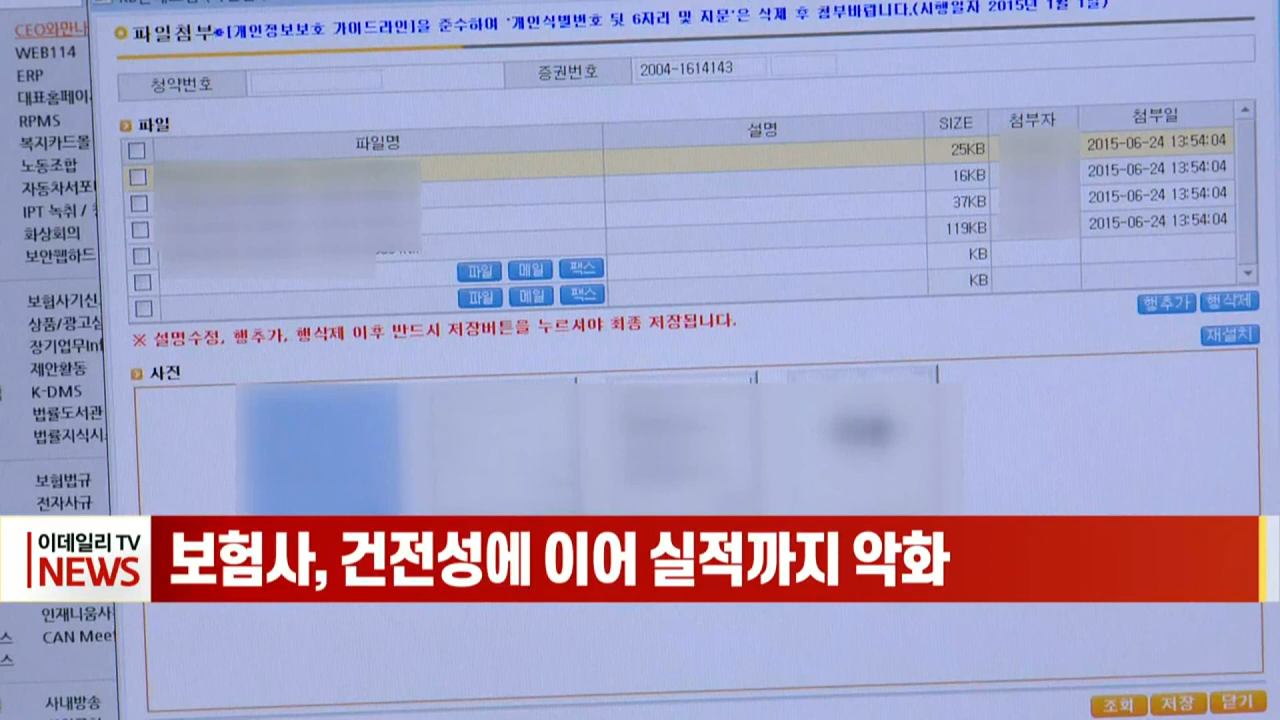 CEO와만나
WEB114
ERP
대표홈페이
RPMS
복지카드몰
노동조합
자동차서포
IPT 녹취 /
화상회의
보안웹하드
보험사기신
상품/광고심
장기업무Inf
제안활동
K-DMS
법률도서관
법률지식시
보험법규
전자사규
인재니움사
CAN Meet
사내방송
파일첨부
*[개인정보보호 가이드라인]을 준수하여 '개인식별번호 뒷 6자리 및 지문'은 삭제 후 첨부바랍니다.(시행일자 2015년 1월 1일)
청약번호
증권번호 2004-1614143
파일
파일명 설명 SIZE 첨부자 첨부일
25KB 2015-06-24 13:54:04
16KB 2015-06-24 13:54:04
37KB 2015-06-24 13:54:04
119KB 2015-06-24 13:54:04
파일 메일 팩스 KB
파일 메일 팩스 KB
행추가 행삭제
※ 설명수정, 행추가, 행삭제 이후 반드시 저장버튼을 누르셔야 최종 저장됩니다.
재설치
사진
이데일리 TV
NEWS
보험사, 건전성에 이어 실적까지 악화
조회 저장 닫기